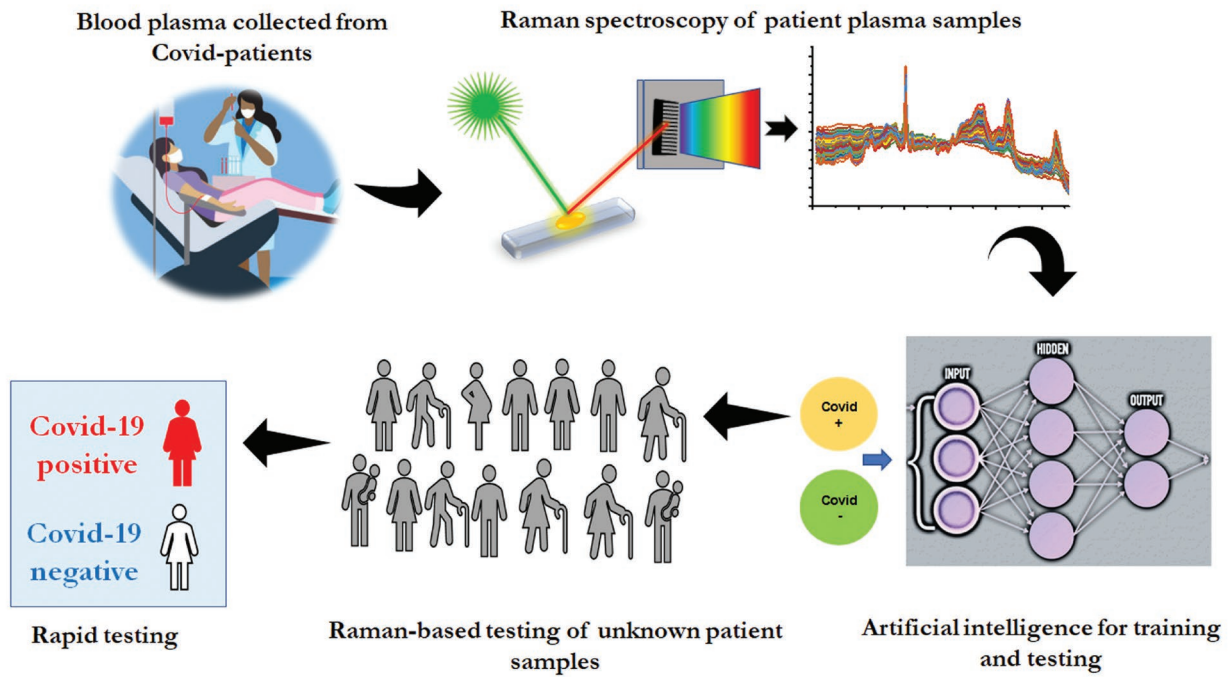 Blood plasma collected from
Covid-patients
Raman spectroscopy of patient plasma samples
INPUT
HIDDEN
OUTPUT
Covid
+
Covid
-
Covid-19
positive
Covid-19
negative
Rapid testing
Raman-based testing of unknown patient
samples
Artificial intelligence for training
and testing